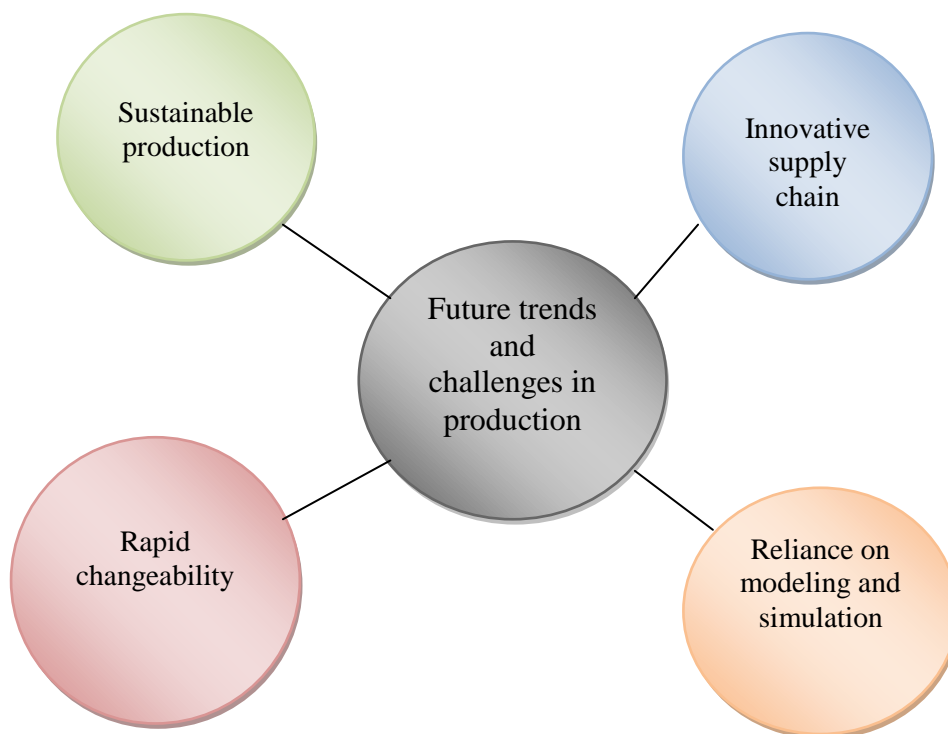 Sustainable
production
Innovative
supply
chain
Future trends
and
challenges in
production
Rapid
changeability
Reliance on
modeling and
simulation